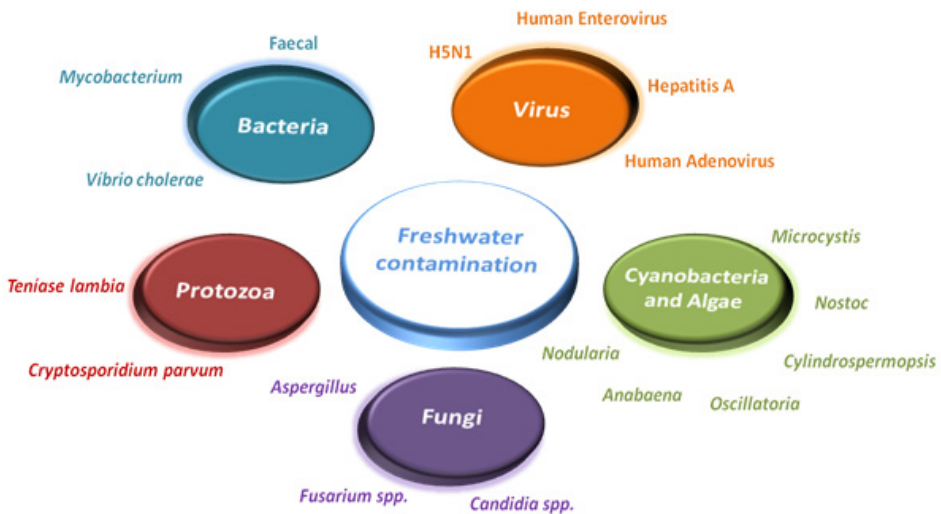 Human Enterovirus
Faecal
H5N1
Mycobacterium
Hepatitis A
Virus
Bacteria
Human Adenovirus
Vibrio cholerae
Freshwater
contamination
Microcystis
Teniase lambia
Protozoa
Cyanobacteria
and Algae
Nostoc
Nodularia
Cylindrospermopsis
Cryptosporidium parvum
Aspergillus
Anabaena
Oscillatoria
Fungi
Fusarium spp.
Candidia spp.